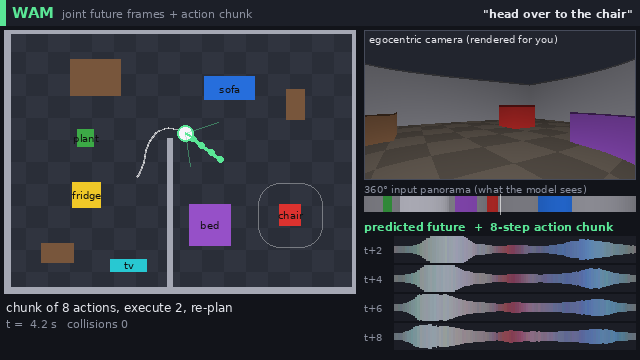 WAM joint future frames + action chunk "head over to the chair"
egocentric camera (rendered for you)
sofa
plant
fridge
chair
bed
tv
360° input panorama (what the model sees)
predicted future + 8-step action chunk
t+2
t+4
t+6
t+8
chunk of 8 actions, execute 2, re-plan
t = 4.2 s collisions 0